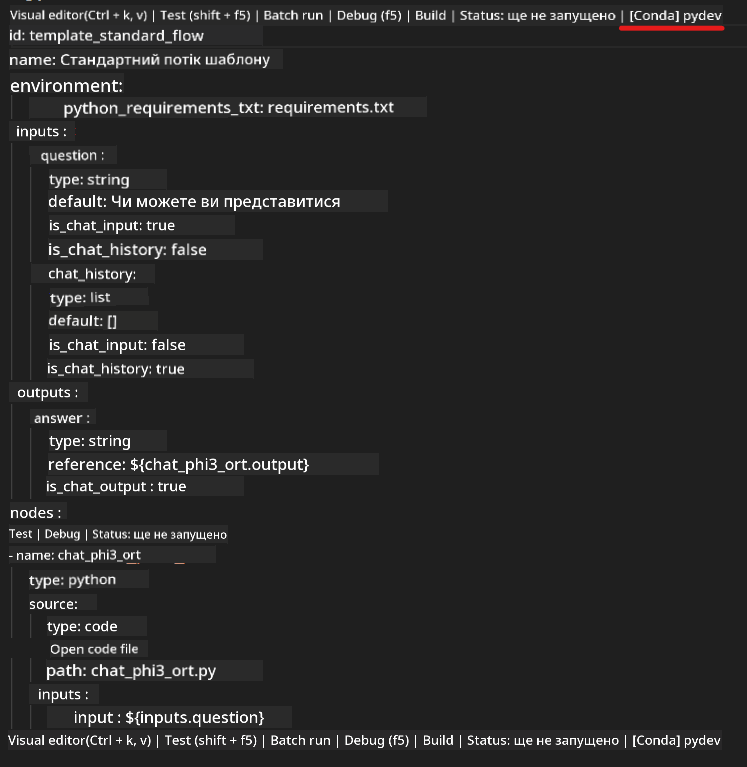 Visual editor(Ctrl + k, v) | Test (shift + f5) | Batch run | Debug (f5) | Build | Status: ще не запущено | [Conda] pydev
id: template_standard_flow
name: Стандартний потік шаблону
environment:
python_requirements_txt: requirements.txt
inputs :
question :
type: string
default: Чи можете ви представитися
is_chat_input: true
is_chat_history: false
chat_history:
type: list
default: []
is_chat_input: false
is_chat_history: true
outputs :
answer :
type: string
reference: ${chat_phi3_ort.output}
is_chat_output : true
nodes :
Test | Debug | Status: ще не запущено
- name: chat_phi3_ort
type: python
source:
type: code
Open code file
path: chat_phi3_ort.py
inputs :
input : ${inputs.question}
Visual editor(Ctrl + k, v) | Test (shift + f5) | Batch run | Debug (f5) | Build | Status: ще не запущено | [Conda] pydev